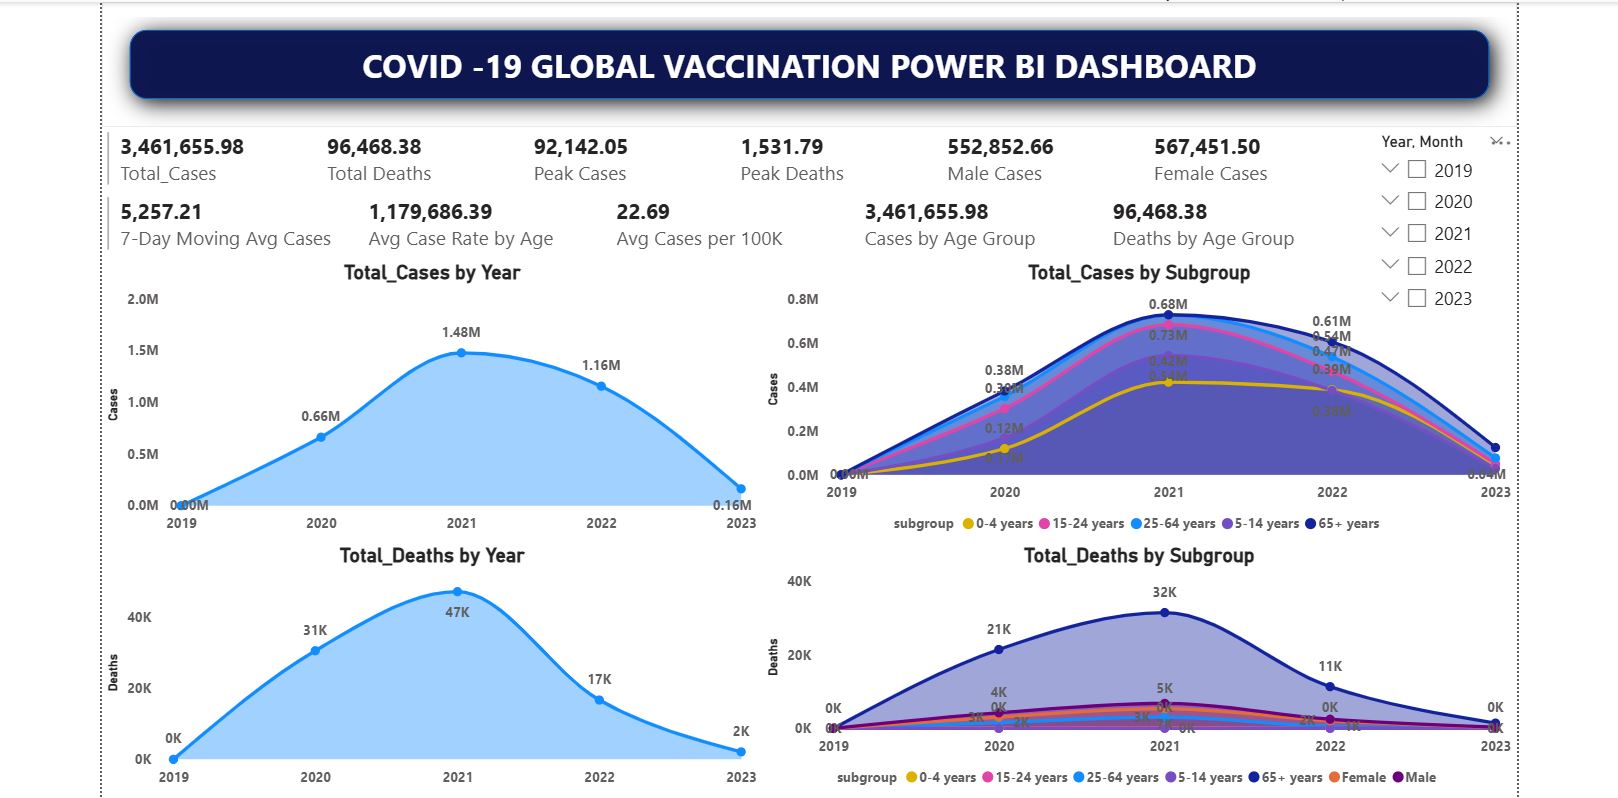 COVID -19 GLOBAL VACCINATION POWER BI DASHBOARD
3,461,655.98 96,468.38 92,142.05 1,531.79 552,852.66 567,451.50
Total_Cases Total Deaths Peak Cases Peak Deaths Male Cases Female Cases
5,257.21 1,179,686.39 22.69 3,461,655.98 96,468.38
7-Day Moving Avg Cases Avg Case Rate by Age Avg Cases per 100K Cases by Age Group Deaths by Age Group
Year, Month
2019
2020
2021
2022
2023
Total_Cases by Year
Cases
2.0M
1.5M
1.0M
0.5M
0.0M
0.00M
0.66M
1.48M
1.16M
0.16M
2019 2020 2021 2022 2023
Total_Cases by Subgroup
Cases
0.8M
0.6M
0.4M
0.2M
0.0M
0.00M
0.38M
0.30M
0.12M
0.17M
0.68M
0.73M
0.42M
0.54M
0.61M
0.54M
0.47M
0.39M
0.38M
0.04M
2019 2020 2021 2022 2023
subgroup 0-4 years 15-24 years 25-64 years 5-14 years 65+ years
Total_Deaths by Year
Deaths
40K
20K
0K
0K
31K
47K
17K
2K
2019 2020 2021 2022 2023
Total_Deaths by Subgroup
Deaths
40K
20K
0K
0K
0K
21K
4K
0K
3K
2K
32K
5K
0K
3K
0K
11K
0K
2K
1K
0K
0K
2019 2020 2021 2022 2023
subgroup 0-4 years 15-24 years 25-64 years 5-14 years 65+ years Female Male